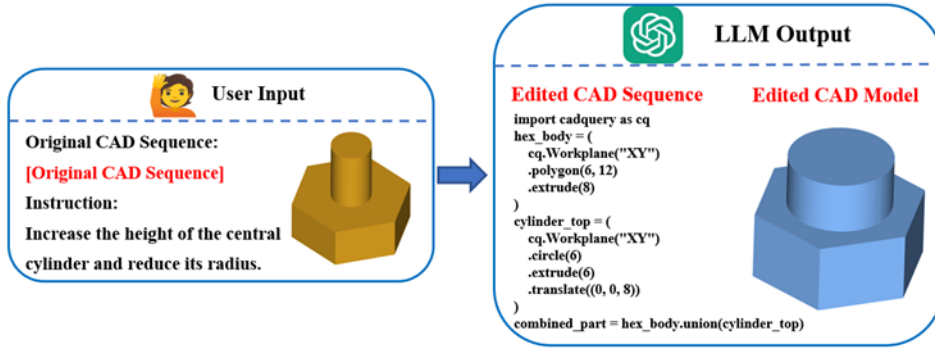 User Input
Original CAD Sequence:
[Original CAD Sequence]
Instruction:
Increase the height of the central
cylinder and reduce its radius.
LLM Output
Edited CAD Sequence
Edited CAD Model
import cadquery as cq
hex_body = (
cq.Workplane("XY")
.polygon(6, 12)
.extrude(8)
)
cylinder_top = (
cq.Workplane("XY")
.circle(6)
.extrude(6)
.translate((0, 0, 8))
)
combined_part = hex_body.union(cylinder_top)